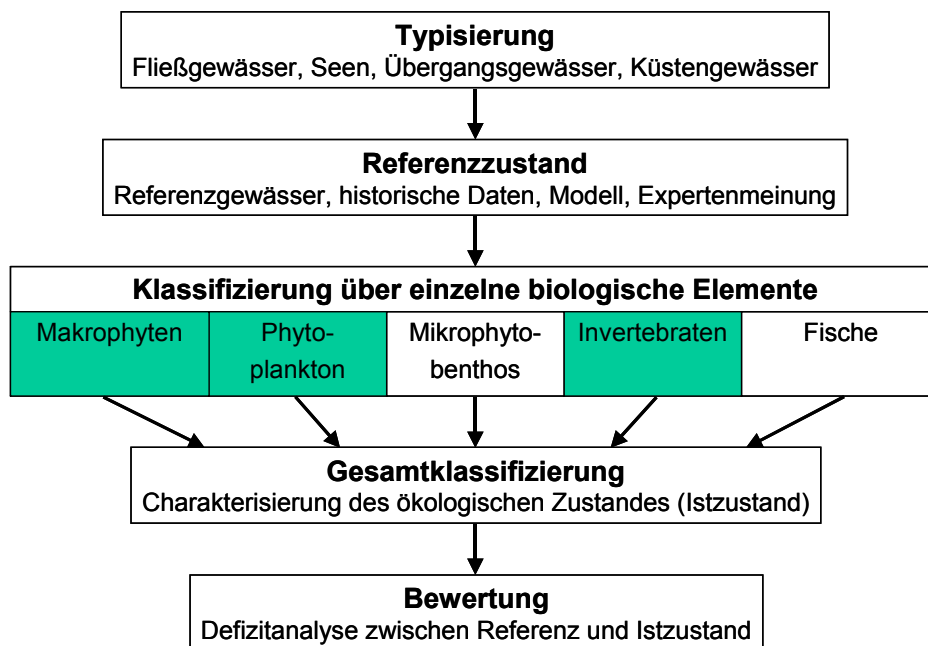 Typisierung
Fließgewässer, Seen, Übergangsgewässer, Küstengewässer
Referenzzustand
Referenzgewässer, historische Daten, Modell, Expertenmeinung
Klassifizierung über einzelne biologische Elemente
Makrophyten
Phyto-
plankton
Mikrophyto-
benthos
Invertebraten
Fische
Gesamtklassifizierung
Charakterisierung des ökologischen Zustandes (Istzustand)
Bewertung
Defizitanalyse zwischen Referenz und Istzustand